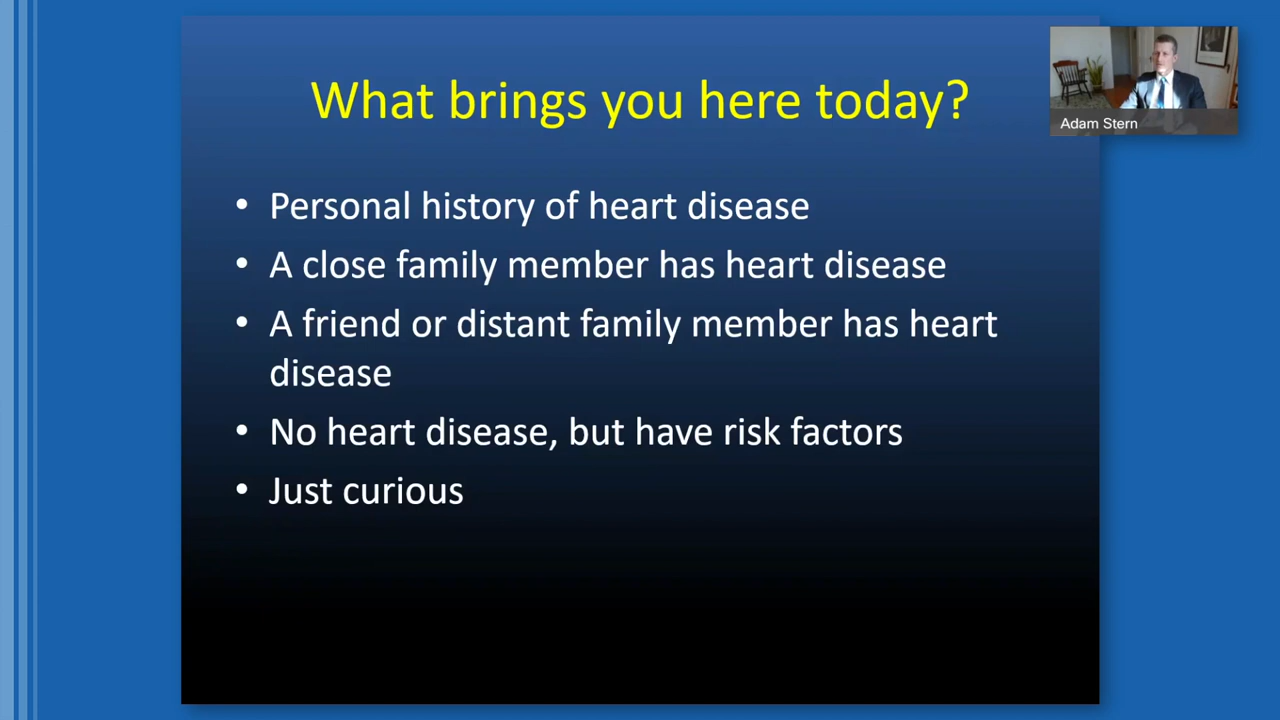 What brings you here today?
Adam Stern
• Personal history of heart disease
• A close family member has heart disease
• A friend or distant family member has heart
disease
• No heart disease, but have risk factors
• Just curious